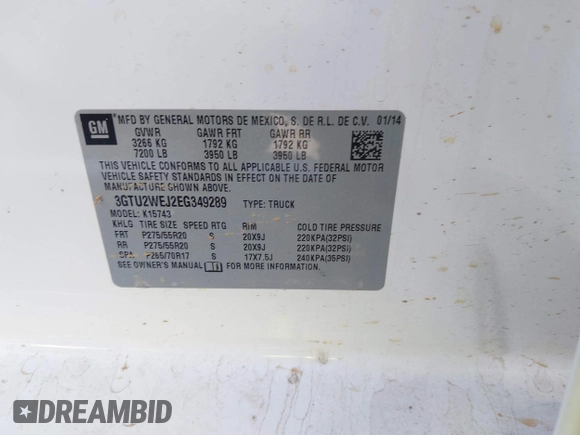 GM
MFD BY GENERAL MOTORS DE MEXICO, S. DE R.L. DE C.V. 01/14
GVWR GAWR FRT GAWR RR
3266 KG 1792 KG 1792 KG
7200 LB 3950 LB 3950 LB
THIS VEHICLE CONFORMS TO ALL APPLICABLE U.S. FEDERAL MOTOR
VEHICLE SAFETY STANDARDS IN EFFECT ON THE DATE OF
MANUFACTURE SHOWN ABOVE.
3GTU2WEJ2EG349289 TYPE: TRUCK
MODEL: K15743
KHLG TIRE SIZE SPEED RTG RIM COLD TIRE PRESSURE
FRT P275/55R20 S 20X9J 220KPA(32PSI)
RR P275/55R20 S 20X9J 220KPA(32PSI)
SPA P265/70R17 S 17X7.5J 240KPA(35PSI)
SEE OWNER'S MANUAL FOR MORE INFORMATION.
DREAMBID